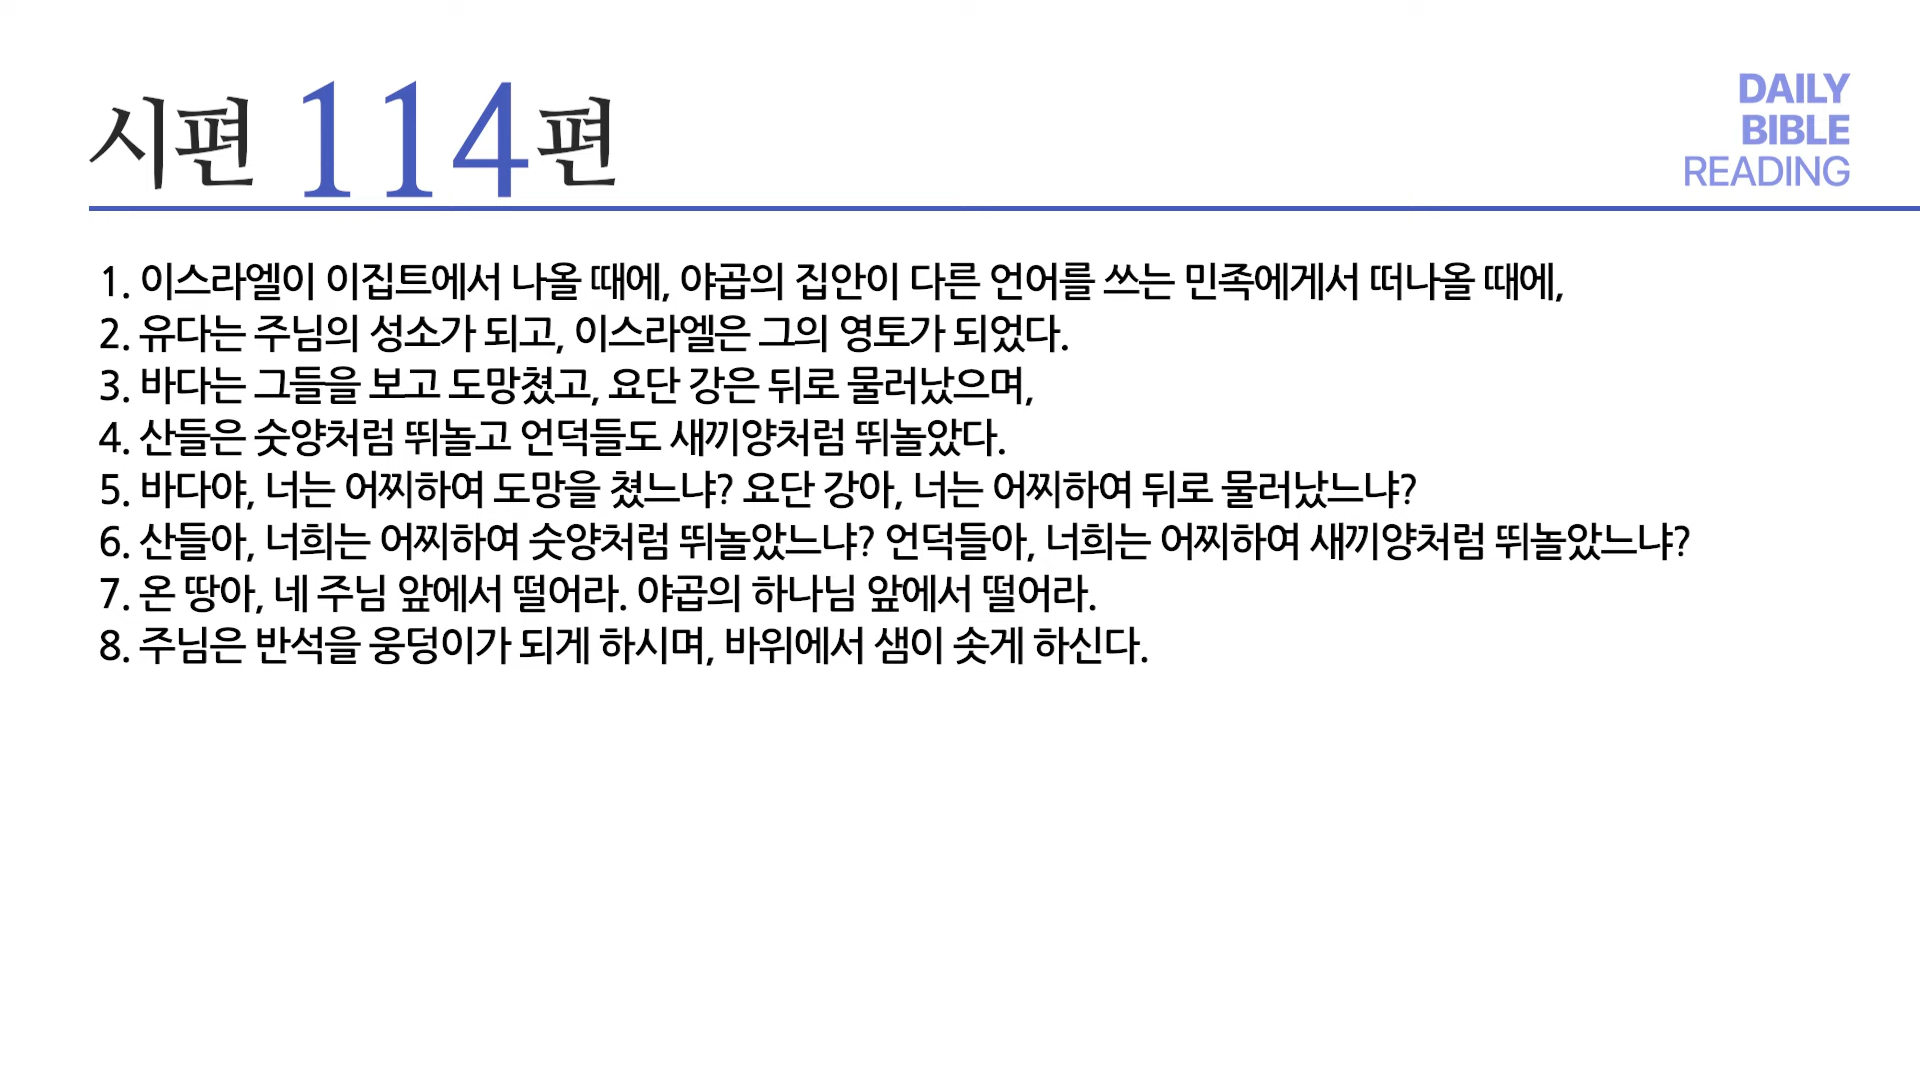 시편 114편
DAILY
BIBLE
READING
1. 이스라엘이 이집트에서 나올 때에, 야곱의 집안이 다른 언어를 쓰는 민족에게서 떠나올 때에,
2. 유다는 주님의 성소가 되고, 이스라엘은 그의 영토가 되었다.
3. 바다는 그들을 보고 도망쳤고, 요단 강은 뒤로 물러났으며,
4. 산들은 숫양처럼 뛰놀고 언덕들도 새끼양처럼 뛰놀았다.
5. 바다야, 너는 어찌하여 도망을 쳤느냐? 요단 강아, 너는 어찌하여 뒤로 물러났느냐?
6. 산들아, 너희는 어찌하여 숫양처럼 뛰놀았느냐? 언덕들아, 너희는 어찌하여 새끼양처럼 뛰놀았느냐?
7. 온 땅아, 네 주님 앞에서 떨어라. 야곱의 하나님 앞에서 떨어라.
8. 주님은 반석을 웅덩이가 되게 하시며, 바위에서 샘이 솟게 하신다.